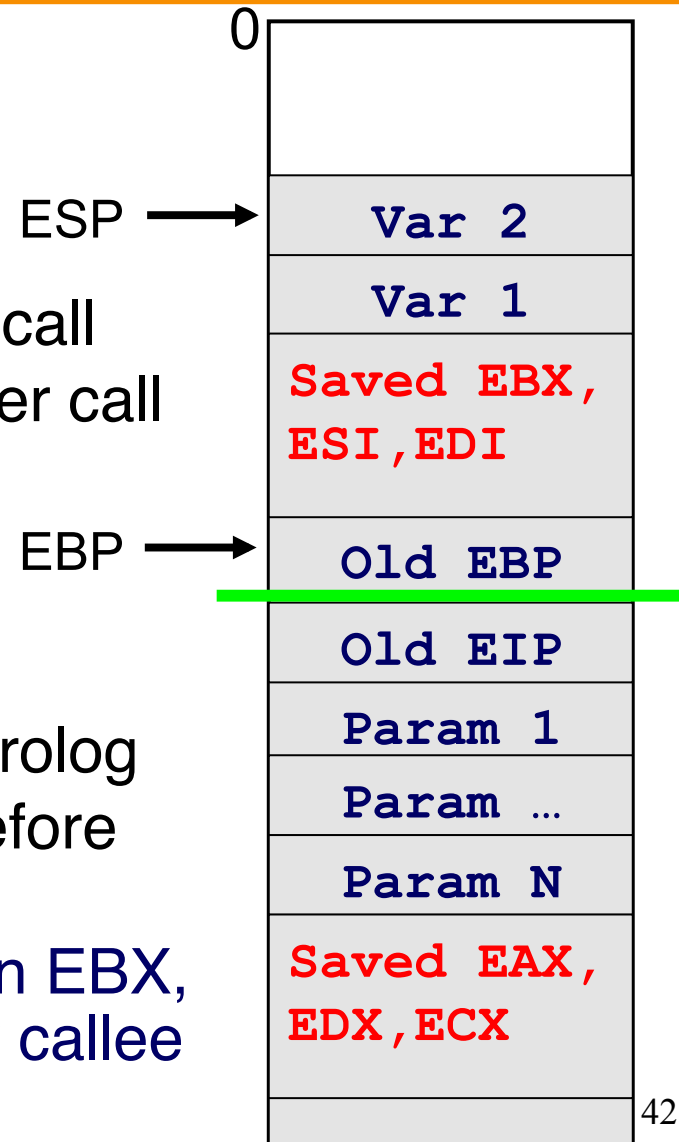 0
ESP
Var 2
Var 1
call
er call
Saved EBX,
ESI,EDI
EBP
Old EBP
Old EIP
Param 1
rolog
Param …
efore
Param N
n EBX,
callee
Saved EAX,
EDX,ECX
42